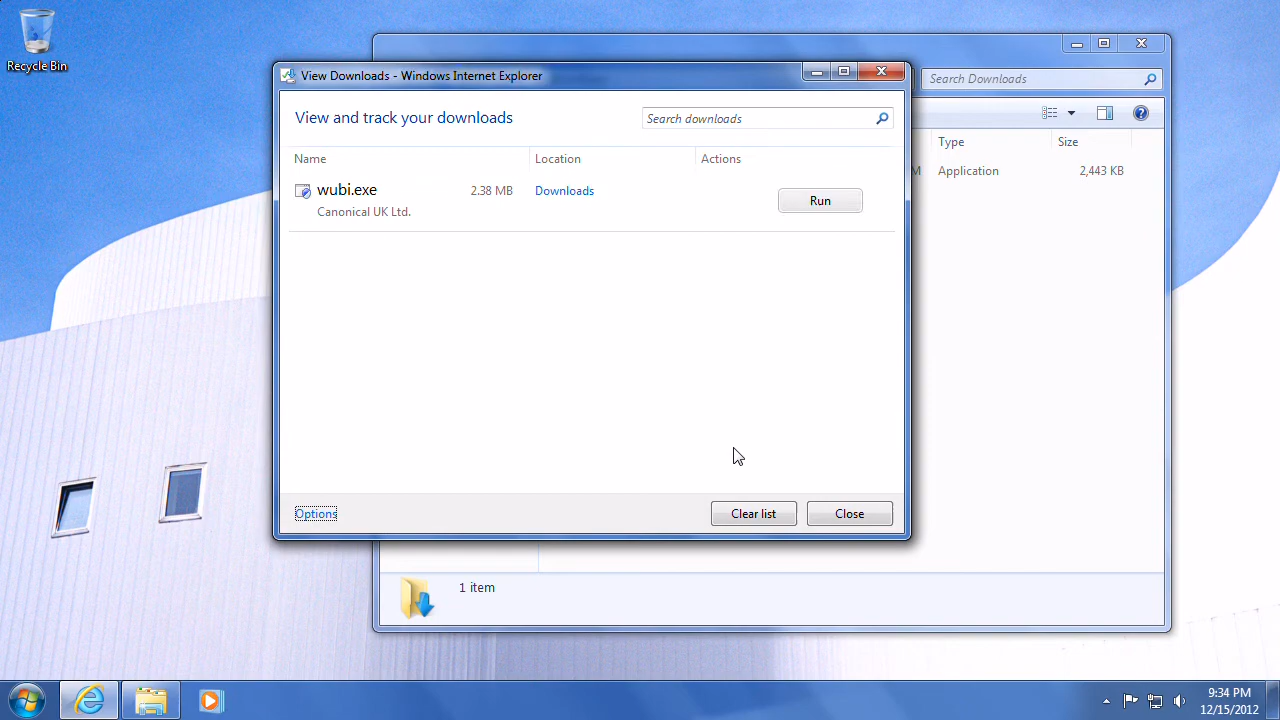 Recycle Bin
View Downloads - Windows Internet Explorer
Search Downloads
View and track your downloads
Search downloads
Name Location Actions
Type Size
wubi.exe 2.38 MB Downloads Run
Canonical UK Ltd.
M Application 2,443 KB
Options Clear list Close
1 item
9:34 PM
12/15/2012